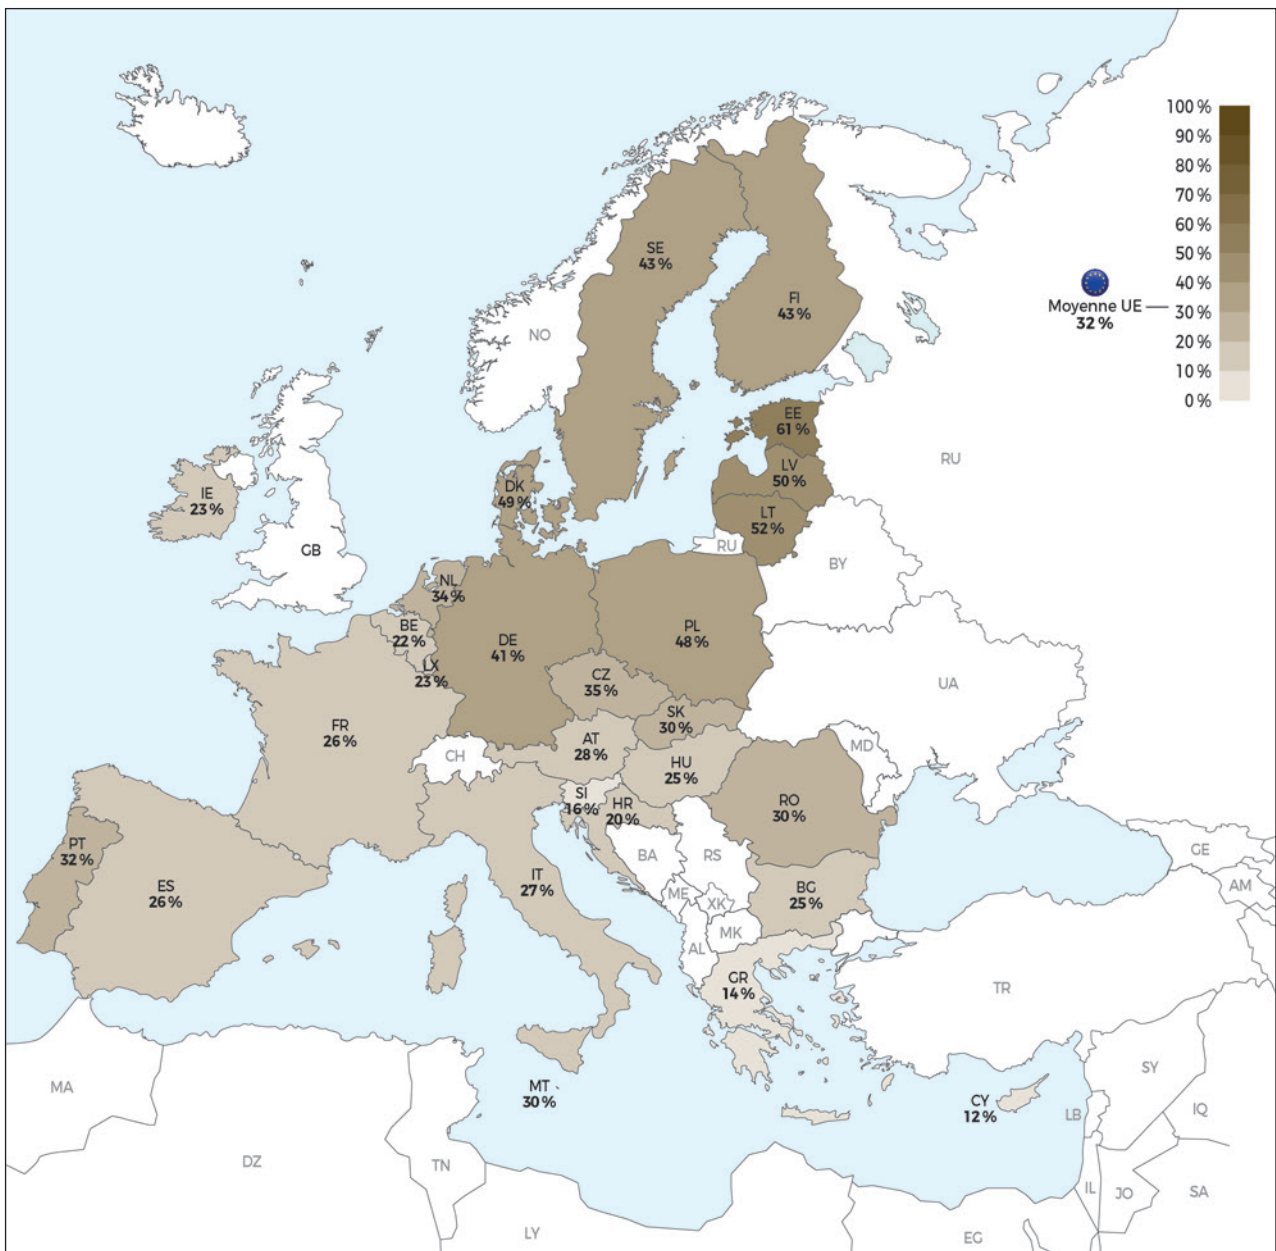 100 %
90 %
80 %
70 %
60 %
50 %
40 %
30 %
20 %
10 %
0 %
Moyenne UE
32 %
SE
43 %
FI
43 %
NO
EE
61 %
LV
50 %
LT
52 %
RU
RU
BY
DK
49 %
IE
23 %
GB
NL
34 %
BE
22 %
LX
23 %
DE
41 %
PL
48 %
CZ
35 %
SK
30 %
UA
FR
26 %
CH
AT
28 %
HU
25 %
MD
SI
16 %
HR
20 %
RO
30 %
PT
32 %
ES
26 %
IT
27 %
BA
RS
ME
XK
MK
AL
BG
25 %
GE
AM
GR
14 %
TR
MT
30 %
CY
12 %
LB
SY
IQ
MA
DZ
TN
LY
EG
IL
JO
SA